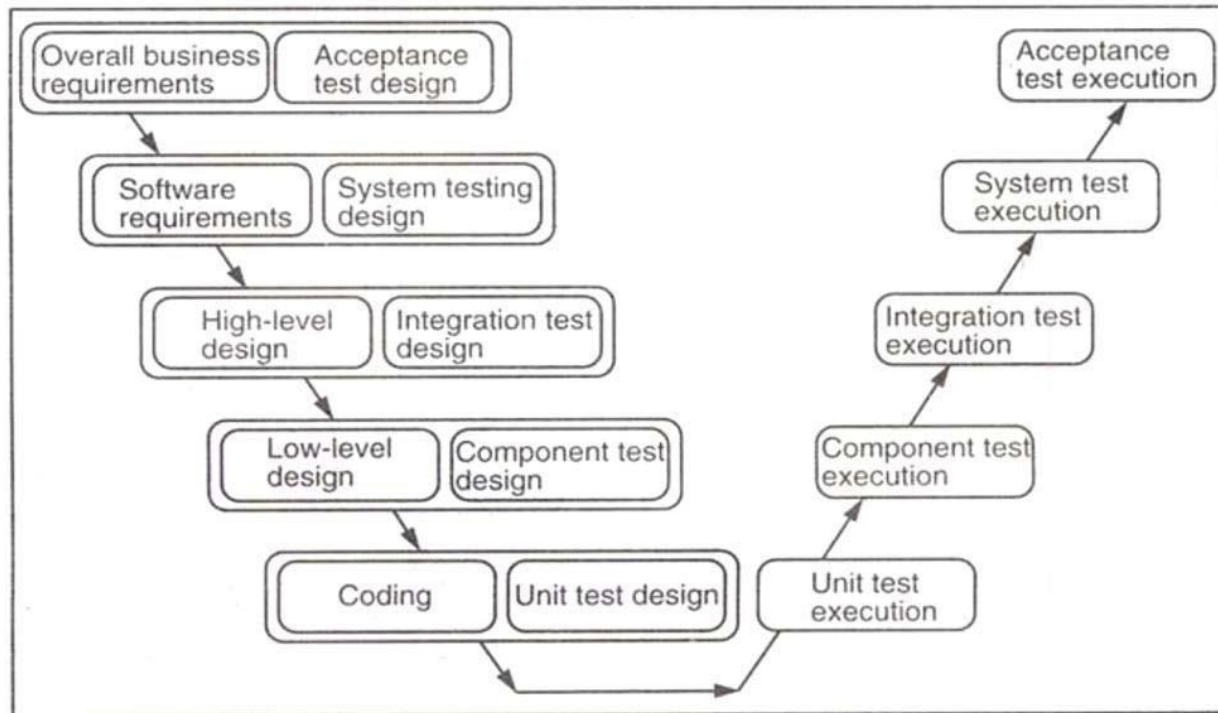 Overall business
requirements
Acceptance
test design
Acceptance
test execution
Software
requirements
System testing
design
System test
execution
High-level
design
Integration test
design
Integration test
execution
Low-level
design
Component test
design
Component test
execution
Coding
Unit test design
Unit test
execution